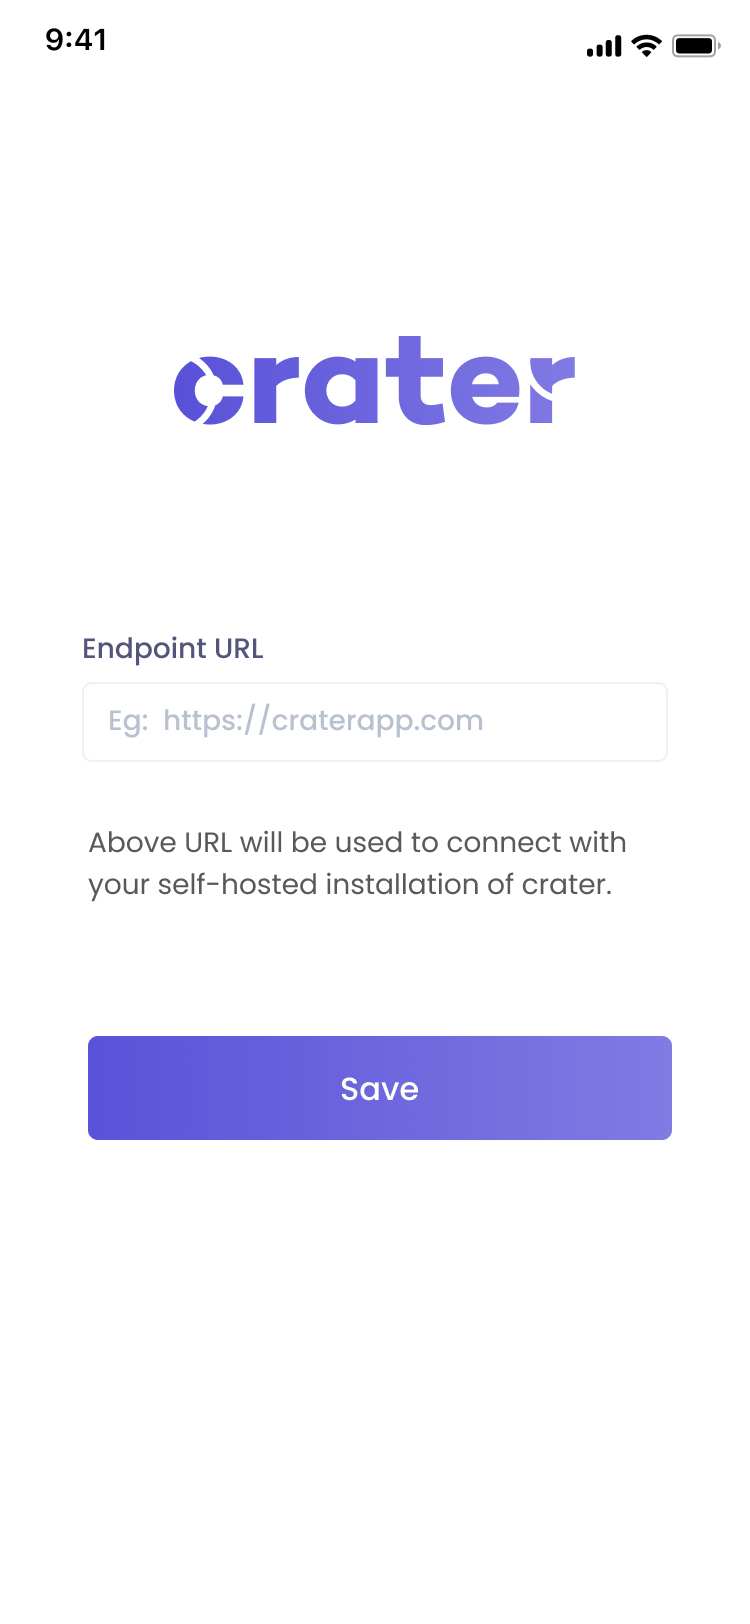 9:41
crater
Endpoint URL
Eg: https://craterapp.com
Above URL will be used to connect with
your self-hosted installation of crater.
Save